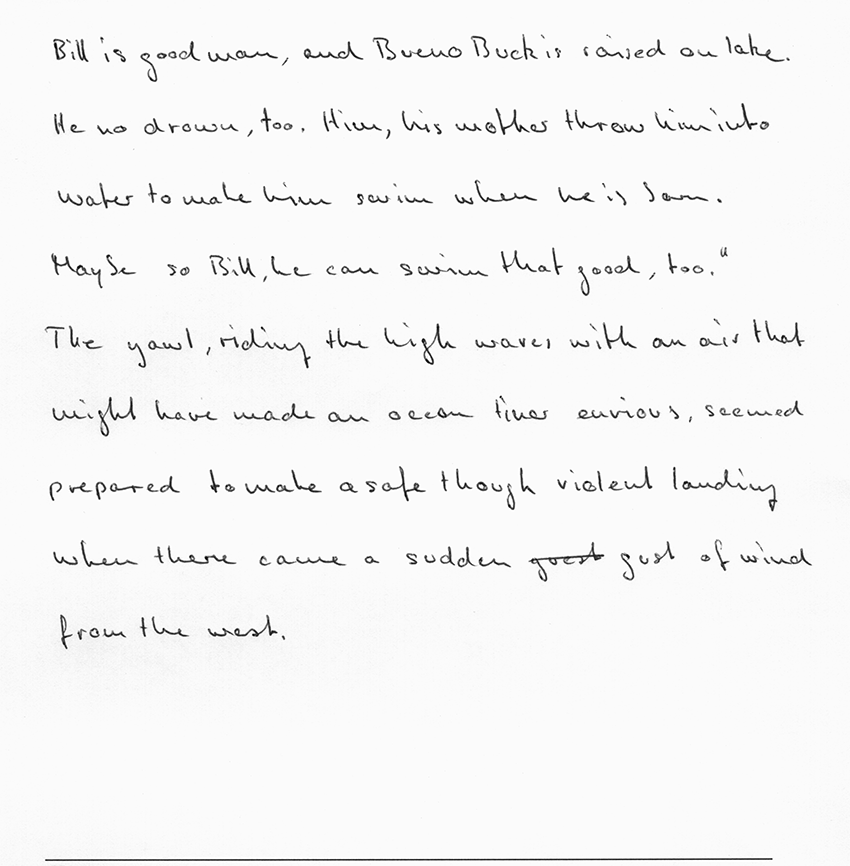 Bill is good man, and Bueno Buck is raised on lake.
He no drown, too. Him, his mother throw him into
water to make him swim when he is born.
Maybe so Bill, he can swim that good, too."
The yawl, riding the high waves with an air that
might have made an ocean liner envious, seemed
prepared to make a safe though violent landing
when there came a sudden guest gust of wind
from the west.